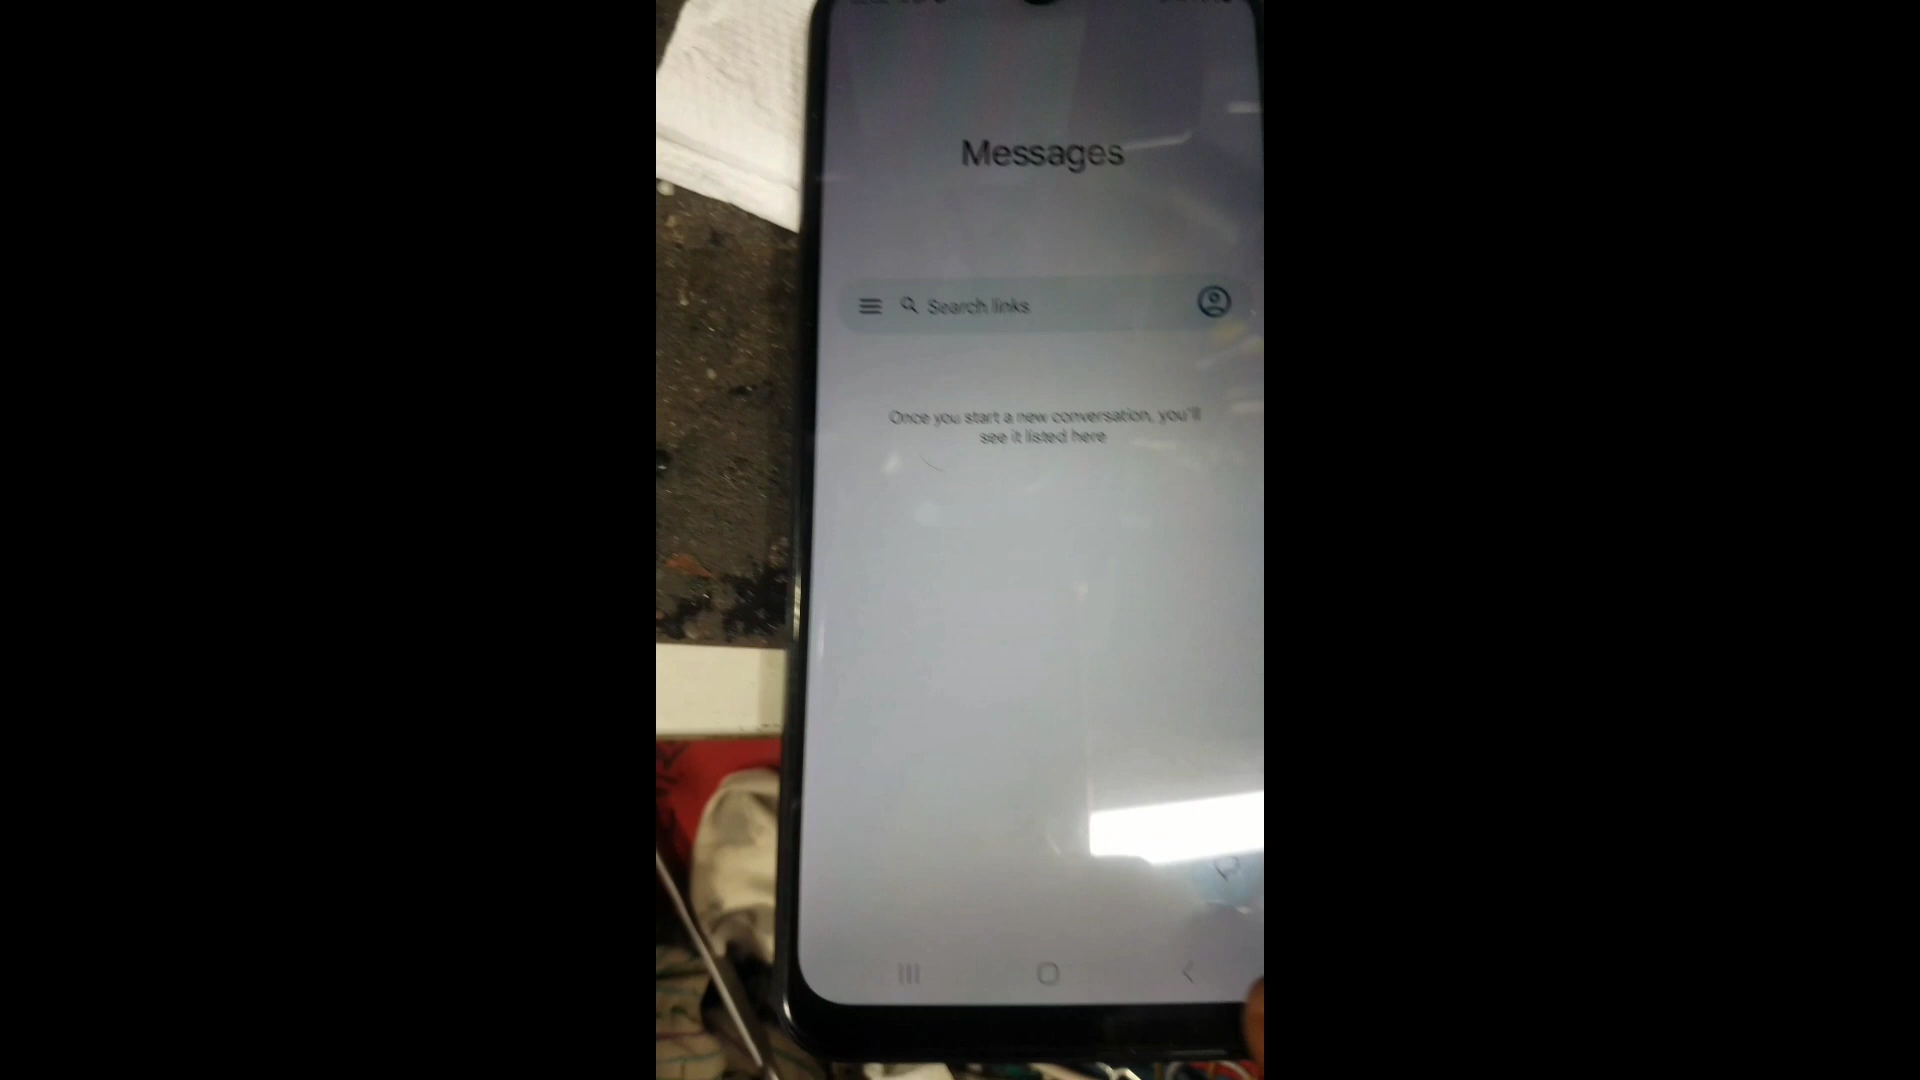 Messages
Search links
Once you start a new conversation, you'll
see it listed here